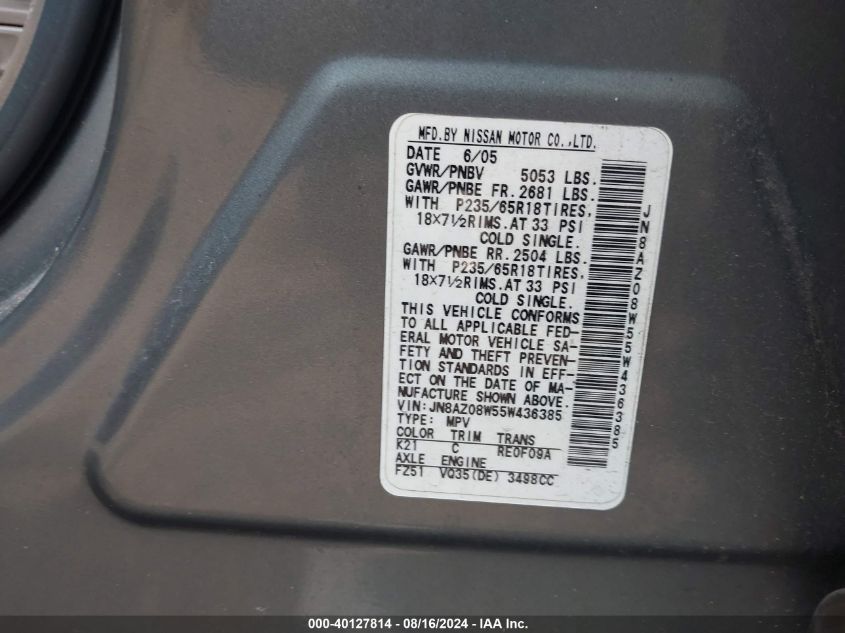 MFD.BY NISSAN MOTOR CO.,LTD.
DATE 6/05
GVWR/PNBV 5053 LBS.
GAWR/PNBE FR. 2681 LBS.
WITH P235/65R18TIRES,
18X7½RIMS.AT 33 PSI
COLD SINGLE.
GAWR/PNBE RR. 2504 LBS.
WITH P235/65R18TIRES,
18X7½RIMS.AT 33 PSI
COLD SINGLE.
THIS VEHICLE CONFORMS
TO ALL APPLICABLE FED-
ERAL MOTOR VEHICLE SA-
FETY AND THEFT PREVEN-
TION STANDARDS IN EFF-
ECT ON THE DATE OF MA-
NUFACTURE SHOWN ABOVE.
VIN:JN8AZ08W55W436385
TYPE: MPV
COLOR TRIM TRANS
K21 C RE0F09A
AXLE ENGINE
FZ51 VQ35(DE) 3498CC
JN8AZ08W55W436385
000-40127814 - 08/16/2024 - IAA Inc.